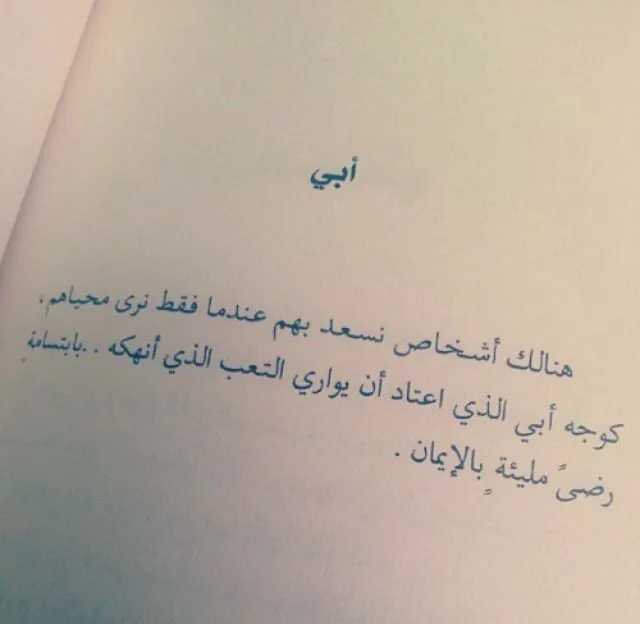 أبي
هنالك أشخاص نسعد بهم عندما فقط نرى محياهم،
كوجه أبي الذي اعتاد أن يواري التعب الذي أنهكه ..بابتسامةِ
رضىً مليئةٍ بالإيمان .